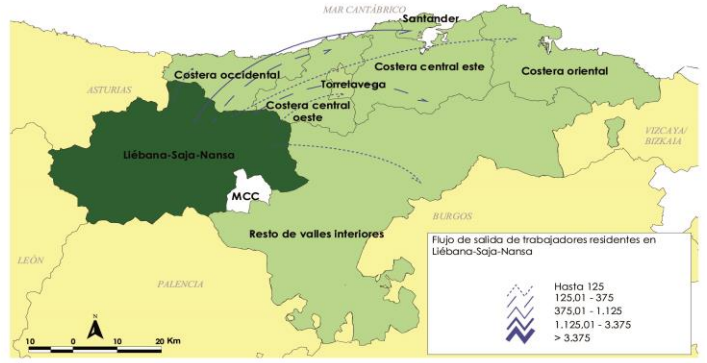 MAR CANTÁBRICO
Santander
Costera occidental
Costera central este
Costera oriental
Torrelavega
ASTURIAS
Costera central
oeste
VIZCAYA/
BIZKAIA
Liébana-Saja-Nansa
MCC
BURGOS
Resto de valles interiores
LEÓN
PALENCIA
Flujo de salida de trabajadores residentes en
Liébana-Saja-Nansa
Hasta 125
125,01 - 375
375,01 - 1.125
1.125,01 - 3.375
> 3.375
N
10 0 10 20 Km